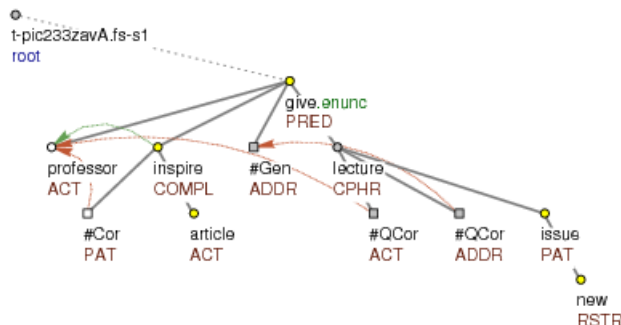 t-pic233zavA.fs-s1
root
give.enunc
PRED
professor inspire #Gen lecture
ACT COMPL ADDR CPHR
#Cor article #QCor #QCor issue
PAT ACT ACT ADDR PAT
new
RSTR